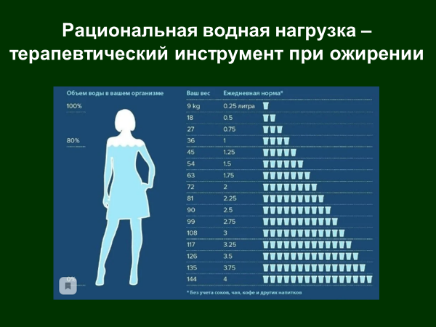 Рациональная водная нагрузка –
терапевтический инструмент при ожирении
Объем воды в вашем организме
Ваш вес Ежедневная норма*
100%
80%
9 kg 0.25 литра
18 0.5
27 0.75
36 1
45 1.25
54 1.5
63 1.75
72 2
81 2.25
90 2.5
99 2.75
108 3
117 3.25
126 3.5
135 3.75
144 4
* без учета соков, чая, кофе и других напитков